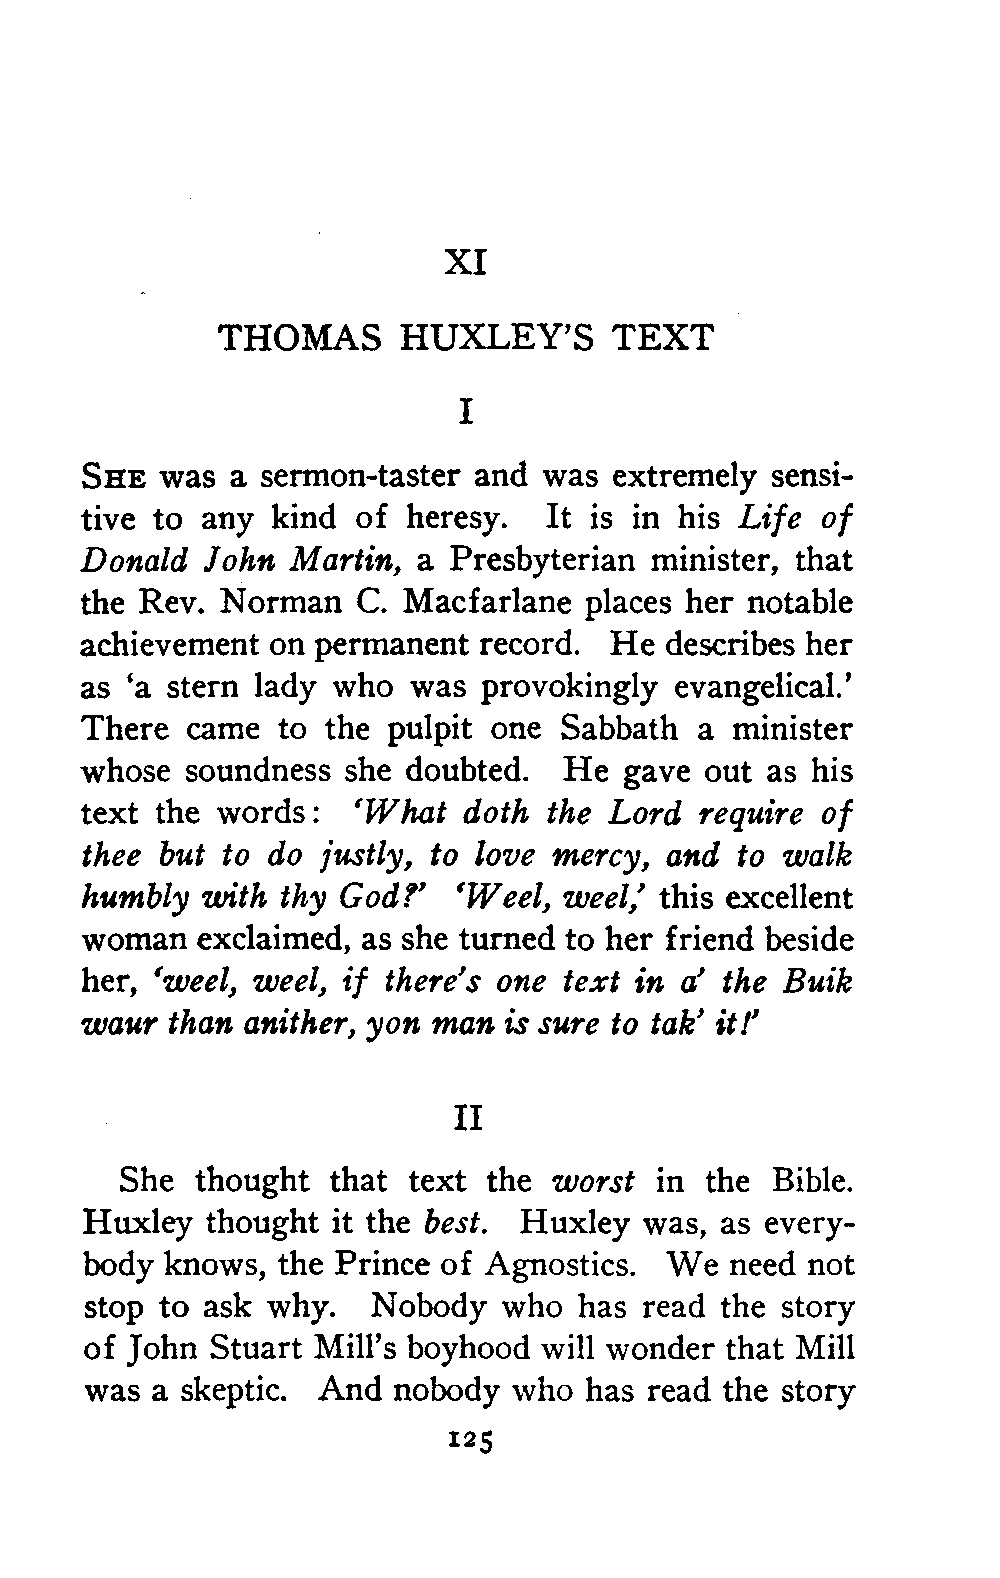 XI
THOMAS HUXLEY'S TEXT
I
SHE was a sermon-taster and was extremely sensi-
tive to any kind of heresy. It is in his Life of
Donald John Martin, a Presbyterian minister, that
the Rev. Norman C. Macfarlane places her notable
achievement on permanent record. He describes her
as 'a stern lady who was provokingly evangelical.'
There came to the pulpit one Sabbath a minister
whose soundness she doubted. He gave out as his
text the words: 'What doth the Lord require of
thee but to do justly, to love mercy, and to walk
humbly with thy God?' 'Weel, weel,' this excellent
woman exclaimed, as she turned to her friend beside
her, 'weel, weel, if there's one text in a' the Buik
waur than anither, yon man is sure to tak' it!'
II
She thought that text the worst in the Bible.
Huxley thought it the best. Huxley was, as every-
body knows, the Prince of Agnostics. We need not
stop to ask why. Nobody who has read the story
of John Stuart Mill's boyhood will wonder that Mill
was a skeptic. And nobody who has read the story
125